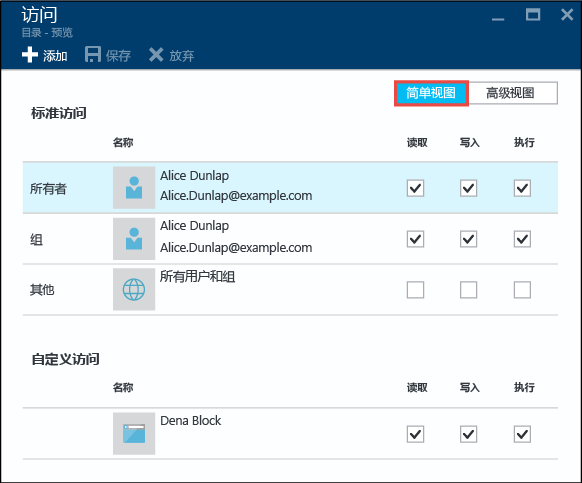 访问
目录 - 预览
添加 保存 放弃
简单视图 高级视图
标准访问
名称 读取 写入 执行
所有者 Alice Dunlap
Alice.Dunlap@example.com
组 Alice Dunlap
Alice.Dunlap@example.com
其他 所有用户和组
自定义访问
名称 读取 写入 执行
Dena Block